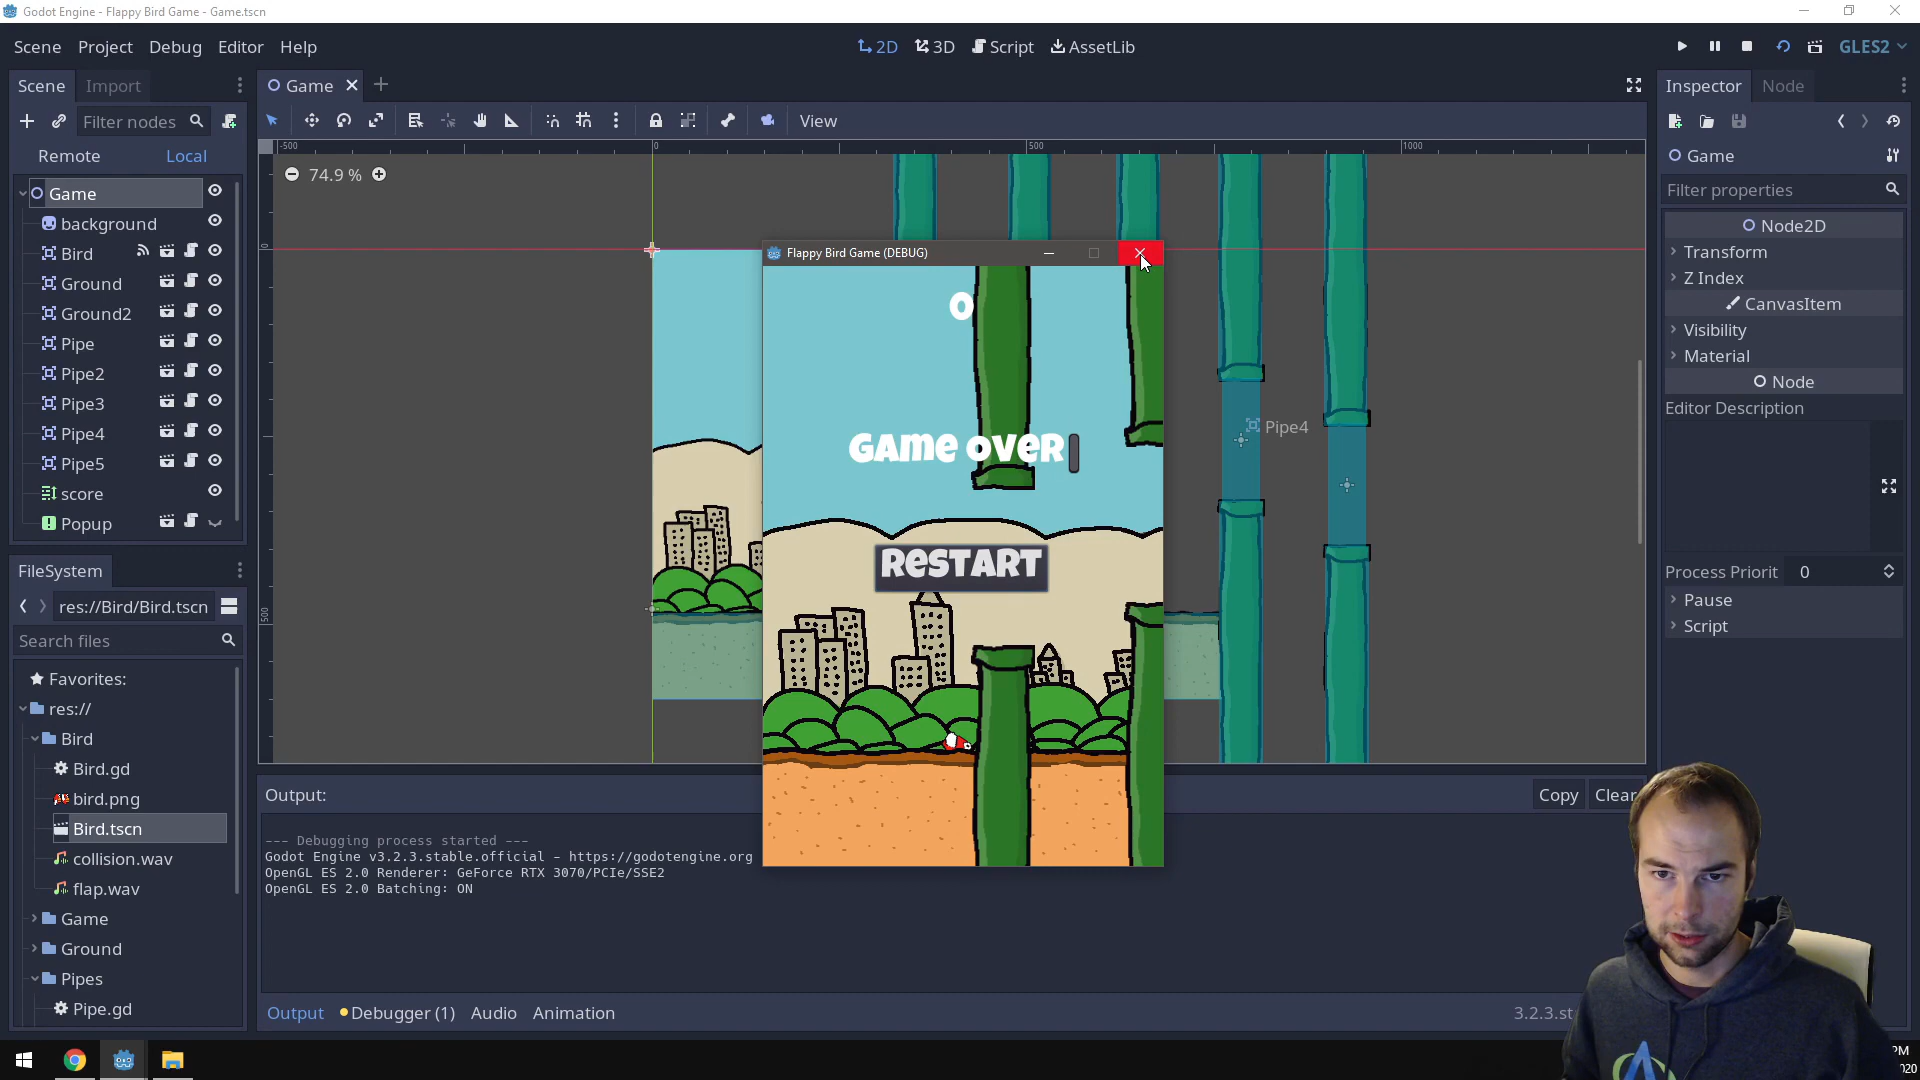 Godot Engine - Flappy Bird Game - Game.tscn
Scene Project Debug Editor Help
2D 3D Script AssetLib
GLES2
Scene Import
Game
Inspector Node
Filter nodes
View
Remote Local
-500 0 500 1000
74.9 %
Game
background
Bird
Ground
Ground2
Pipe
Pipe2
Pipe3
Pipe4
Pipe5
score
Popup
FileSystem
res://Bird/Bird.tscn
Search files
Favorites:
res://
Bird
Bird.gd
bird.png
Bird.tscn
collision.wav
flap.wav
Game
Ground
Pipes
Pipe.gd
0
500
Flappy Bird Game (DEBUG)
0
Game over
Restart
Pipe4
Output:
Copy Clear
--- Debugging process started ---
Godot Engine v3.2.3.stable.official - https://godotengine.org
OpenGL ES 2.0 Renderer: GeForce RTX 3070/PCIe/SSE2
OpenGL ES 2.0 Batching: ON
Output Debugger (1) Audio Animation
3.2.3.st
Game
Filter properties
Node2D
Transform
Z Index
CanvasItem
Visibility
Material
Node
Editor Description
Process Priorit 0
Pause
Script
PM
020